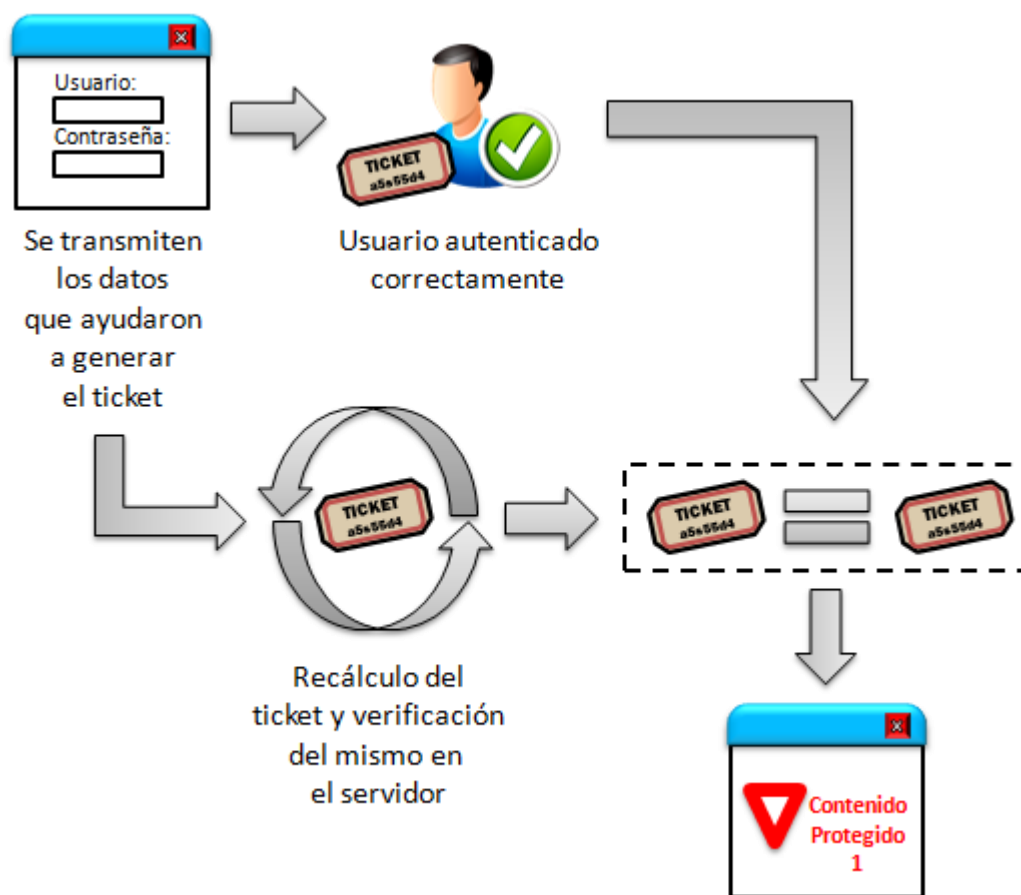 Usuario:
Contraseña:
TICKET
a5s55d4
Se transmiten
los datos
que ayudaron
a generar
el ticket
Usuario autenticado
correctamente
TICKET
a5s55d4
Recálculo del
ticket y verificación
del mismo en
el servidor
TICKET
a5s55d4
TICKET
a5s55d4
Contenido
Protegido
1